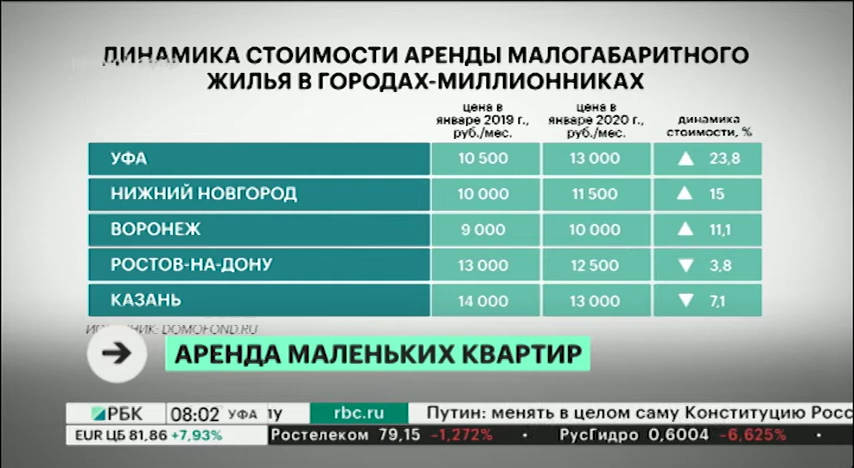 ДИНАМИКА СТОИМОСТИ АРЕНДЫ МАЛОГАБАРИТНОГО
ЖИЛЬЯ В ГОРОДАХ-МИЛЛИОННИКАХ
цена в январе 2019 г., руб./мес. цена в январе 2020 г., руб./мес. динамика стоимости, %
УФА 10 500 13 000 ▲ 23,8
НИЖНИЙ НОВГОРОД 10 000 11 500 ▲ 15
ВОРОНЕЖ 9 000 10 000 ▲ 11,1
РОСТОВ-НА-ДОНУ 13 000 12 500 ▼ 3,8
КАЗАНЬ 14 000 13 000 ▼ 7,1
DOMOFOND.RU
АРЕНДА МАЛЕНЬКИХ КВАРТИР
РБК 08:02 УФА rbc.ru Путин: менять в целом саму Конституцию Росс
EUR ЦБ 81,86 +7,93% Ростелеком 79,15 -1,272% • РусГидро 0,6004 -6,625% •